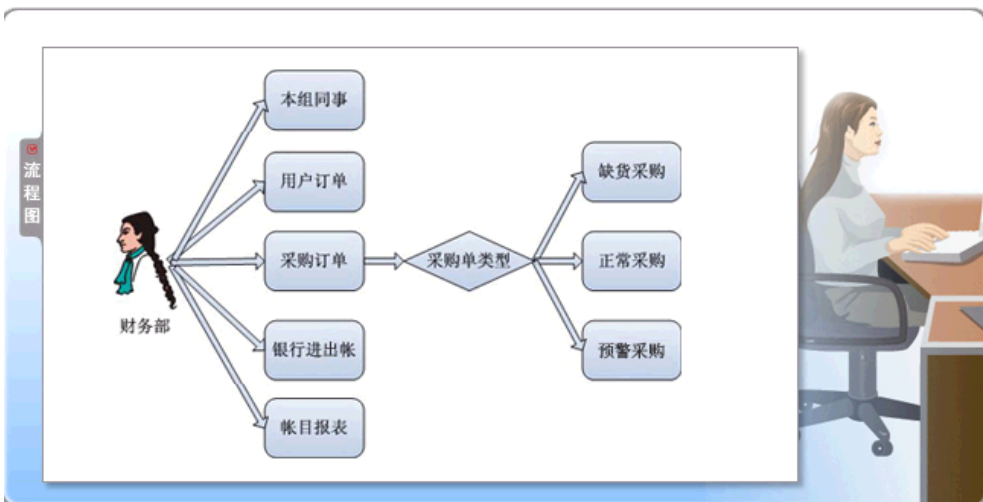 流程图
本组同事
用户订单
采购订单
银行进出帐
帐目报表
财务部
采购单类型
缺货采购
正常采购
预警采购